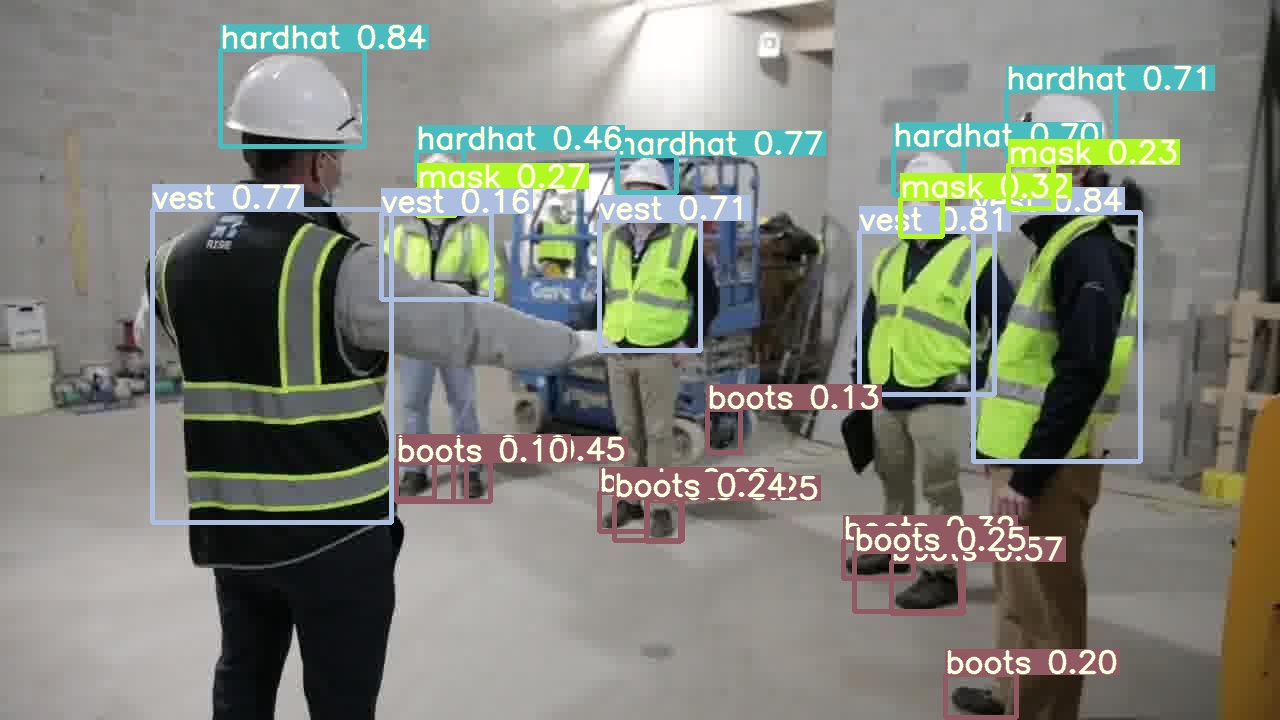 hardhat 0.84
hardhat 0.71
hardhat 0.46
hardhat 0.77
hardhat 0.70
mask 0.23
mask 0.27
mask 0.32
vest 0.77
vest 0.16
vest 0.71
vest 0.81
0.84
RISE
boots 0.13
boots 0.10
.45
boots 0.24
boots 0.25
.57
boots 0.20